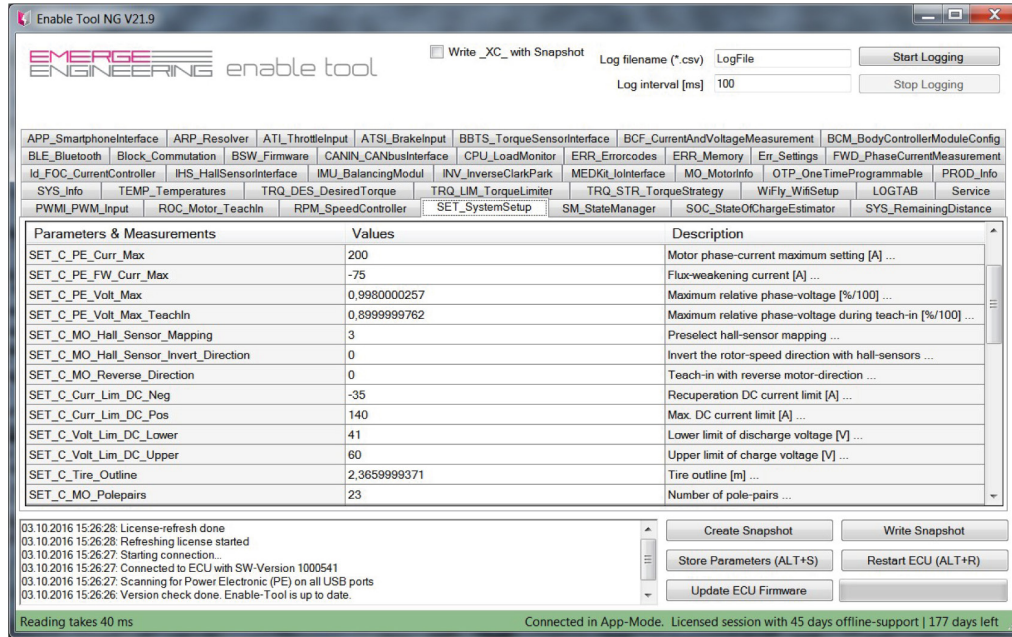 Enable Tool NG V21.9
EMERGE
ENGINEERING enable tool
Write _XC_ with Snapshot
Log filename (*.csv) LogFile Start Logging
Log interval [ms] 100 Stop Logging
APP_SmartphoneInterface ARP_Resolver ATI_ThrottleInput ATSI_BrakeInput BBTS_TorqueSensorInterface BCF_CurrentAndVoltageMeasurement BCM_BodyControllerModuleConfig
BLE_Bluetooth Block_Commutation BSW_Firmware CANIN_CANbusInterface CPU_LoadMonitor ERR_Errorcodes ERR_Memory Err_Settings FWD_PhaseCurrentMeasurement
Id_FOC_CurrentController IHS_HallSensorInterface IMU_BalancingModul INV_InverseClarkPark MEDKit_IoInterface MO_MotorInfo OTP_OneTimeProgrammable PROD_Info
SYS_Info TEMP_Temperatures TRQ_DES_DesiredTorque TRQ_LIM_TorqueLimiter TRQ_STR_TorqueStrategy WiFly_WifiSetup LOGTAB Service
PWMI_PWM_Input ROC_Motor_TeachIn RPM_SpeedController SET_SystemSetup SM_StateManager SOC_StateOfChargeEstimator SYS_RemainingDistance
Parameters & Measurements Values Description
SET_C_PE_Curr_Max 200 Motor phase-current maximum setting [A] ...
SET_C_PE_FW_Curr_Max -75 Flux-weakening current [A] ...
SET_C_PE_Volt_Max 0,9980000257 Maximum relative phase-voltage [%/100] ...
SET_C_PE_Volt_Max_TeachIn 0,8999999762 Maximum relative phase-voltage during teach-in [%/100] ...
SET_C_MO_Hall_Sensor_Mapping 3 Preselect hall-sensor mapping ...
SET_C_MO_Hall_Sensor_Invert_Direction 0 Invert the rotor-speed direction with hall-sensors ...
SET_C_MO_Reverse_Direction 0 Teach-in with reverse motor-direction ...
SET_C_Curr_Lim_DC_Neg -35 Recuperation DC current limit [A] ...
SET_C_Curr_Lim_DC_Pos 140 Max. DC current limit [A] ...
SET_C_Volt_Lim_DC_Lower 41 Lower limit of discharge voltage [V] ...
SET_C_Volt_Lim_DC_Upper 60 Upper limit of charge voltage [V] ...
SET_C_Tire_Outline 2,3659999371 Tire outline [m] ...
SET_C_MO_Polepairs 23 Number of pole-pairs ...
03.10.2016 15:26:28: License-refresh done
03.10.2016 15:26:28: Refreshing license started
03.10.2016 15:26:27: Starting connection...
03.10.2016 15:26:27: Connected to ECU with SW-Version 1000541
03.10.2016 15:26:27: Scanning for Power Electronic (PE) on all USB ports
03.10.2016 15:26:26: Version check done. Enable-Tool is up to date.
Create Snapshot Write Snapshot
Store Parameters (ALT+S) Restart ECU (ALT+R)
Update ECU Firmware
Reading takes 40 ms Connected in App-Mode. Licensed session with 45 days offline-support | 177 days left